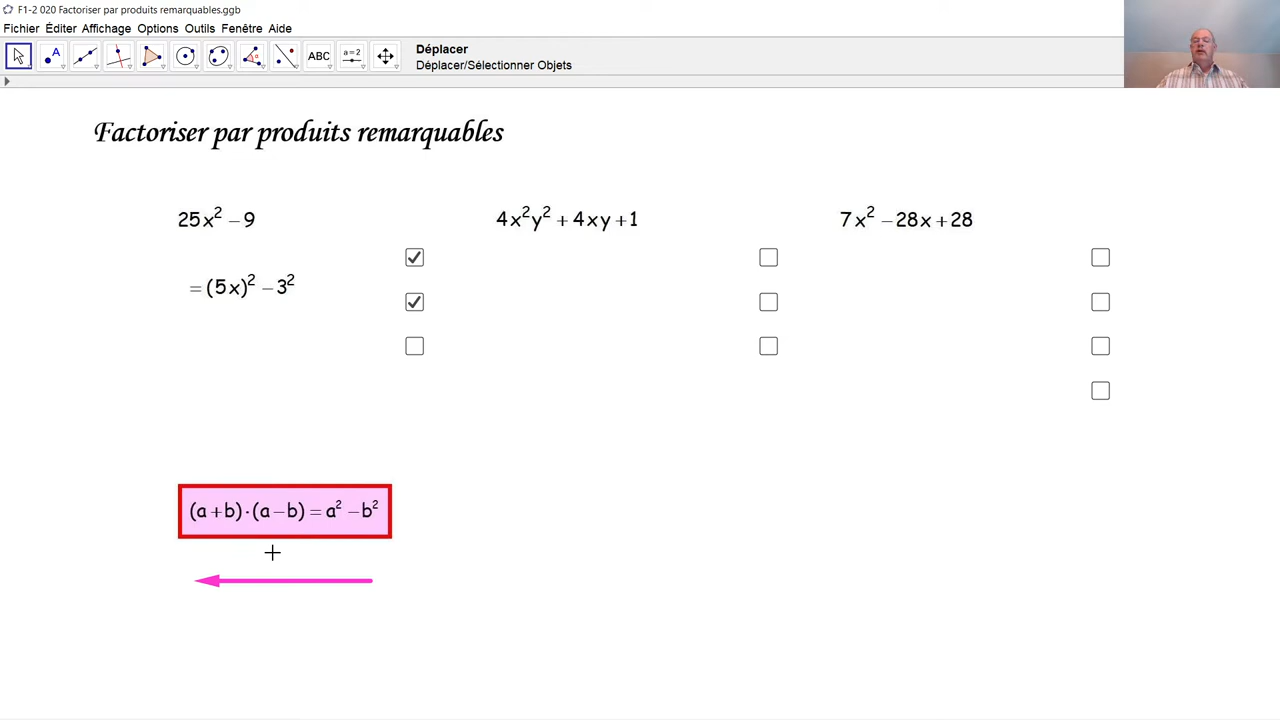 F1-2 020 Factoriser par produits remarquables.ggb
Fichier Éditer Affichage Options Outils Fenêtre Aide
A
ABC
a=2
Déplacer
Déplacer/Sélectionner Objets
Factoriser par produits remarquables
25x² − 9
4x²y² + 4xy + 1
7x² − 28x + 28
= (5x)² − 3²
(a+b)·(a−b) = a² − b²